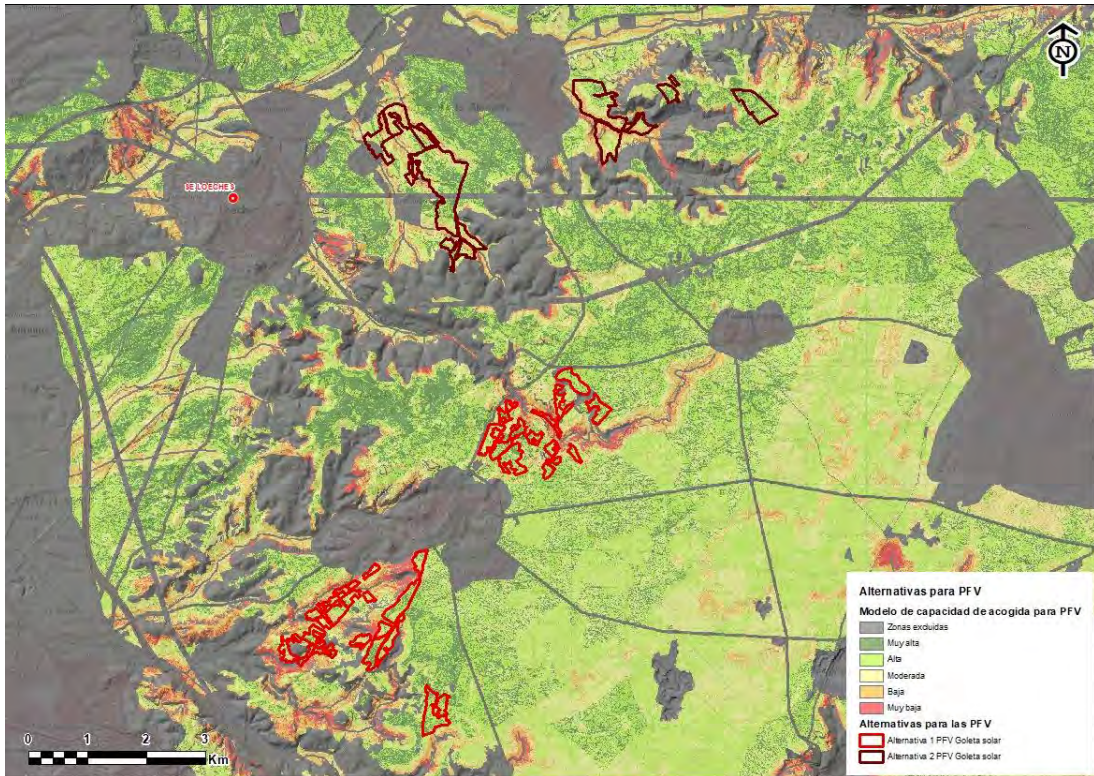 N
SE LOECHES
0 1 2 3
Km
Alternativas para PFV
Modelo de capacidad de acogida para PFV
Zonas excluidas
Muy alta
Alta
Moderada
Baja
Muy baja
Alternativas para las PFV
Alternativa 1 PFV Goleta solar
Alternativa 2 PFV Goleta solar